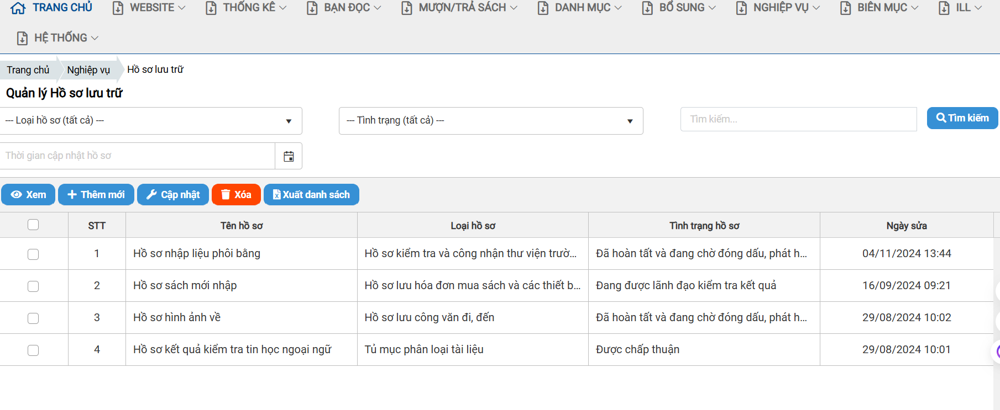 TRANG CHỦ WEBSITE THỐNG KÊ BẠN ĐỌC MƯỢN/TRẢ SÁCH DANH MỤC BỔ SUNG NGHIỆP VỤ BIÊN MỤC ILL
HỆ THỐNG
Trang chủ Nghiệp vụ Hồ sơ lưu trữ
Quản lý Hồ sơ lưu trữ
--- Loại hồ sơ (tất cả) --- --- Tình trạng (tất cả) --- Tìm kiếm... Tìm kiếm
Thời gian cập nhật hồ sơ
Xem Thêm mới Cập nhật Xóa Xuất danh sách
STT Tên hồ sơ Loại hồ sơ Tình trạng hồ sơ Ngày sửa
1 Hồ sơ nhập liệu phôi bằng Hồ sơ kiểm tra và công nhận thư viện trườ... Đã hoàn tất và đang chờ đóng dấu, phát h... 04/11/2024 13:44
2 Hồ sơ sách mới nhập Hồ sơ lưu hóa đơn mua sách và các thiết b... Đang được lãnh đạo kiểm tra kết quả 16/09/2024 09:21
3 Hồ sơ hình ảnh về Hồ sơ lưu công văn đi, đến Đã hoàn tất và đang chờ đóng dấu, phát h... 29/08/2024 10:02
4 Hồ sơ kết quả kiểm tra tin học ngoại ngữ Tủ mục phân loại tài liệu Được chấp thuận 29/08/2024 10:01